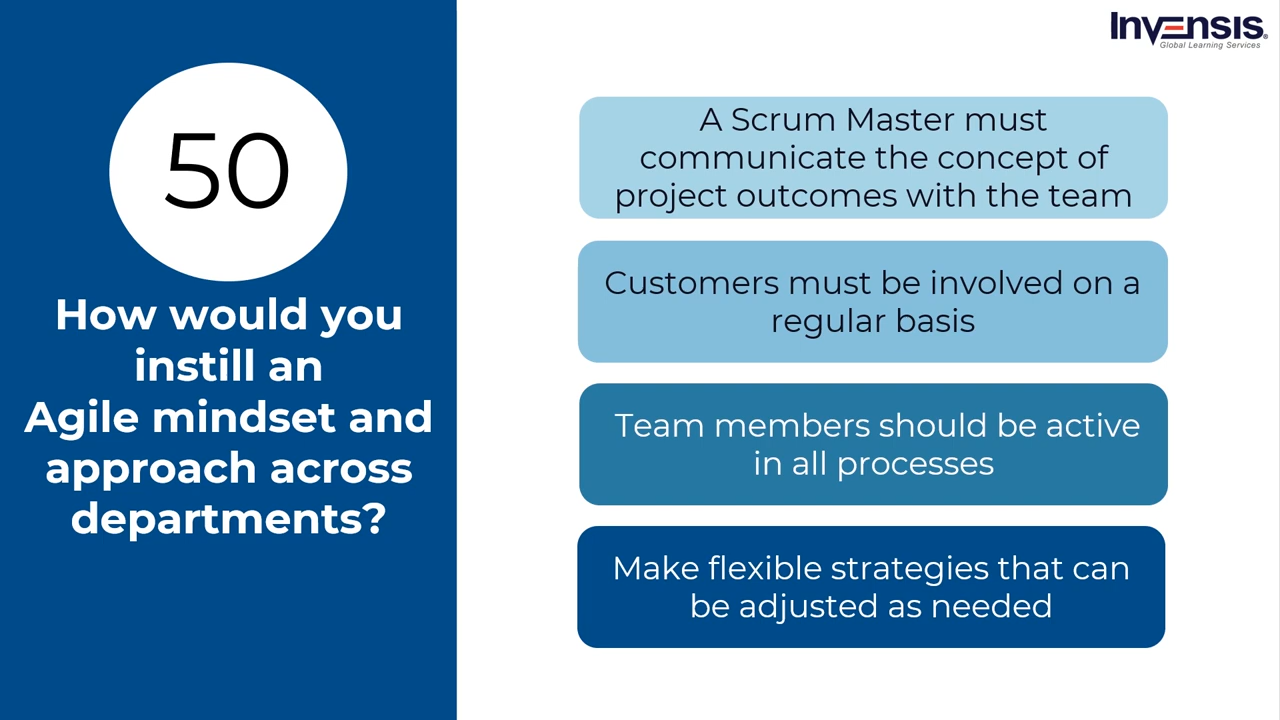 Invensis®
Global Learning Services
50
How would you
instill an
Agile mindset and
approach across
departments?
A Scrum Master must
communicate the concept of
project outcomes with the team
Customers must be involved on a
regular basis
Team members should be active
in all processes
Make flexible strategies that can
be adjusted as needed